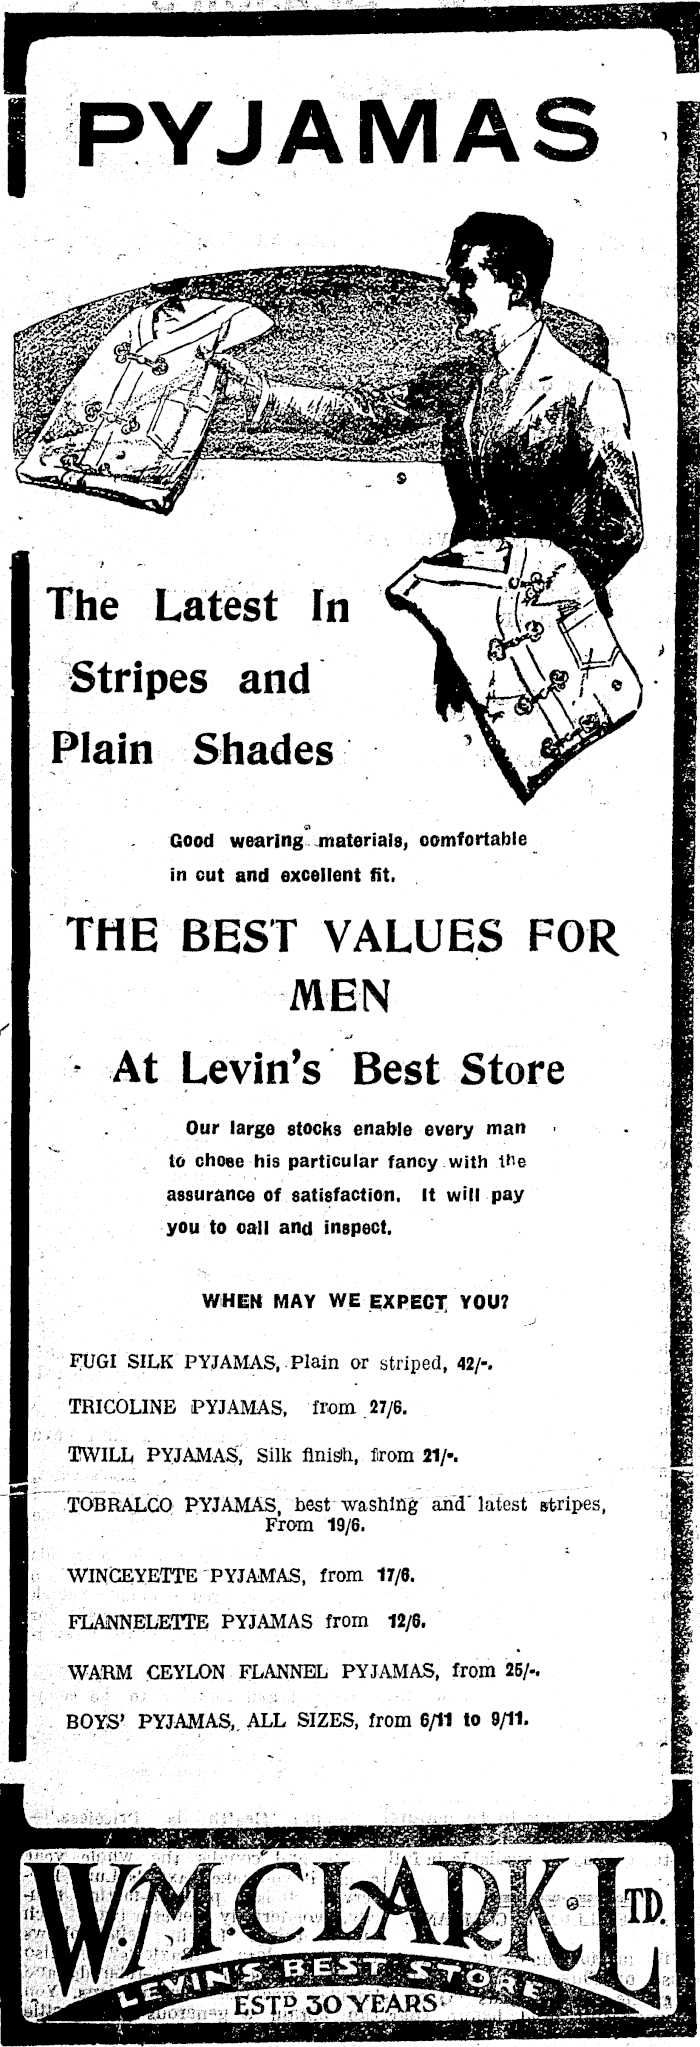 PYJAMAS
The Latest In
Stripes and
Plain Shades
Good wearing materials, comfortable
in cut and excellent fit.
THE BEST VALUES FOR
MEN
At Levin's Best Store
Our large stocks enable every man
to chose his particular fancy with the
assurance of satisfaction. It will pay
you to call and inspect.
WHEN MAY WE EXPECT YOU?
FUGI SILK PYJAMAS, Plain or striped, 42/-.
TRICOLINE PYJAMAS, from 27/6.
TWILL PYJAMAS, Silk finish, from 21/-.
TOBRALCO PYJAMAS, best washing and latest stripes,
From 19/6.
WINCEYETTE PYJAMAS, from 17/6.
FLANNELETTE PYJAMAS from 12/6.
WARM CEYLON FLANNEL PYJAMAS, from 25/-.
BOYS' PYJAMAS, ALL SIZES, from 6/11 to 9/11.
WM. CLARK. LTD.
LEVIN'S BEST STORE
ESTD 30 YEARS